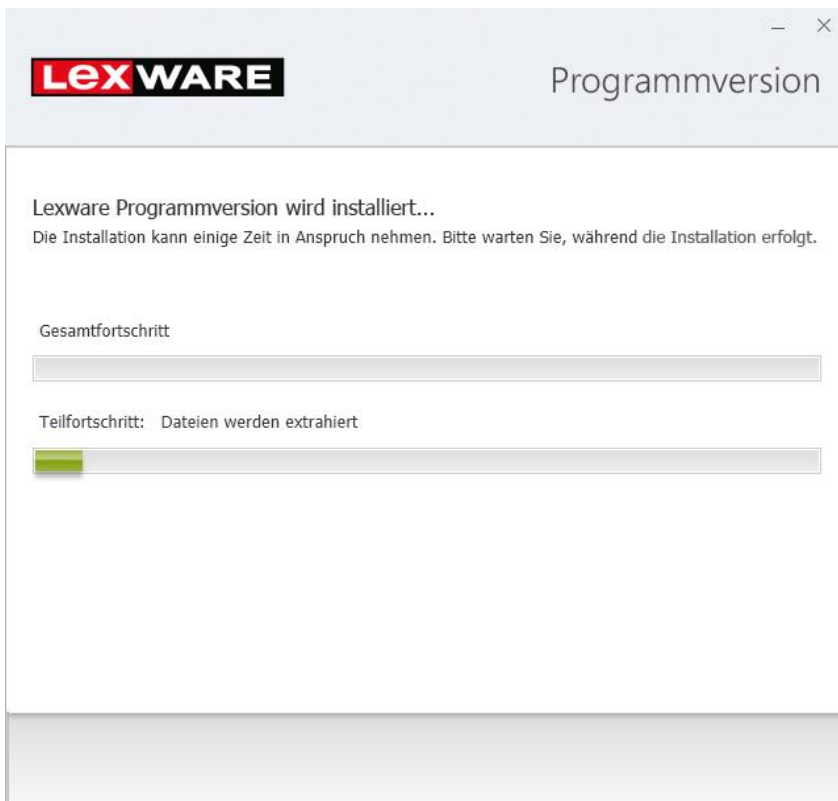 LexWARE
Programmversion
Lexware Programmversion wird installiert...
Die Installation kann einige Zeit in Anspruch nehmen. Bitte warten Sie, während die Installation erfolgt.
Gesamtfortschritt
Teilfortschritt: Dateien werden extrahiert